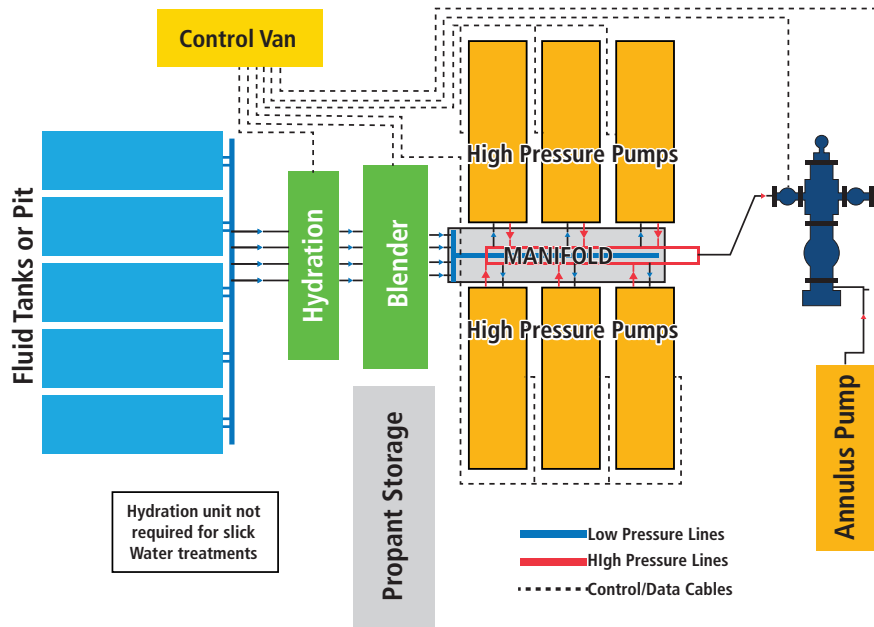 Control Van
Fluid Tanks or Pit
Hydration
Blender
High Pressure Pumps
MANIFOLD
High Pressure Pumps
Propant Storage
Annulus Pump
Hydration unit not
required for slick
Water treatments
Low Pressure Lines
HIgh Pressure Lines
Control/Data Cables